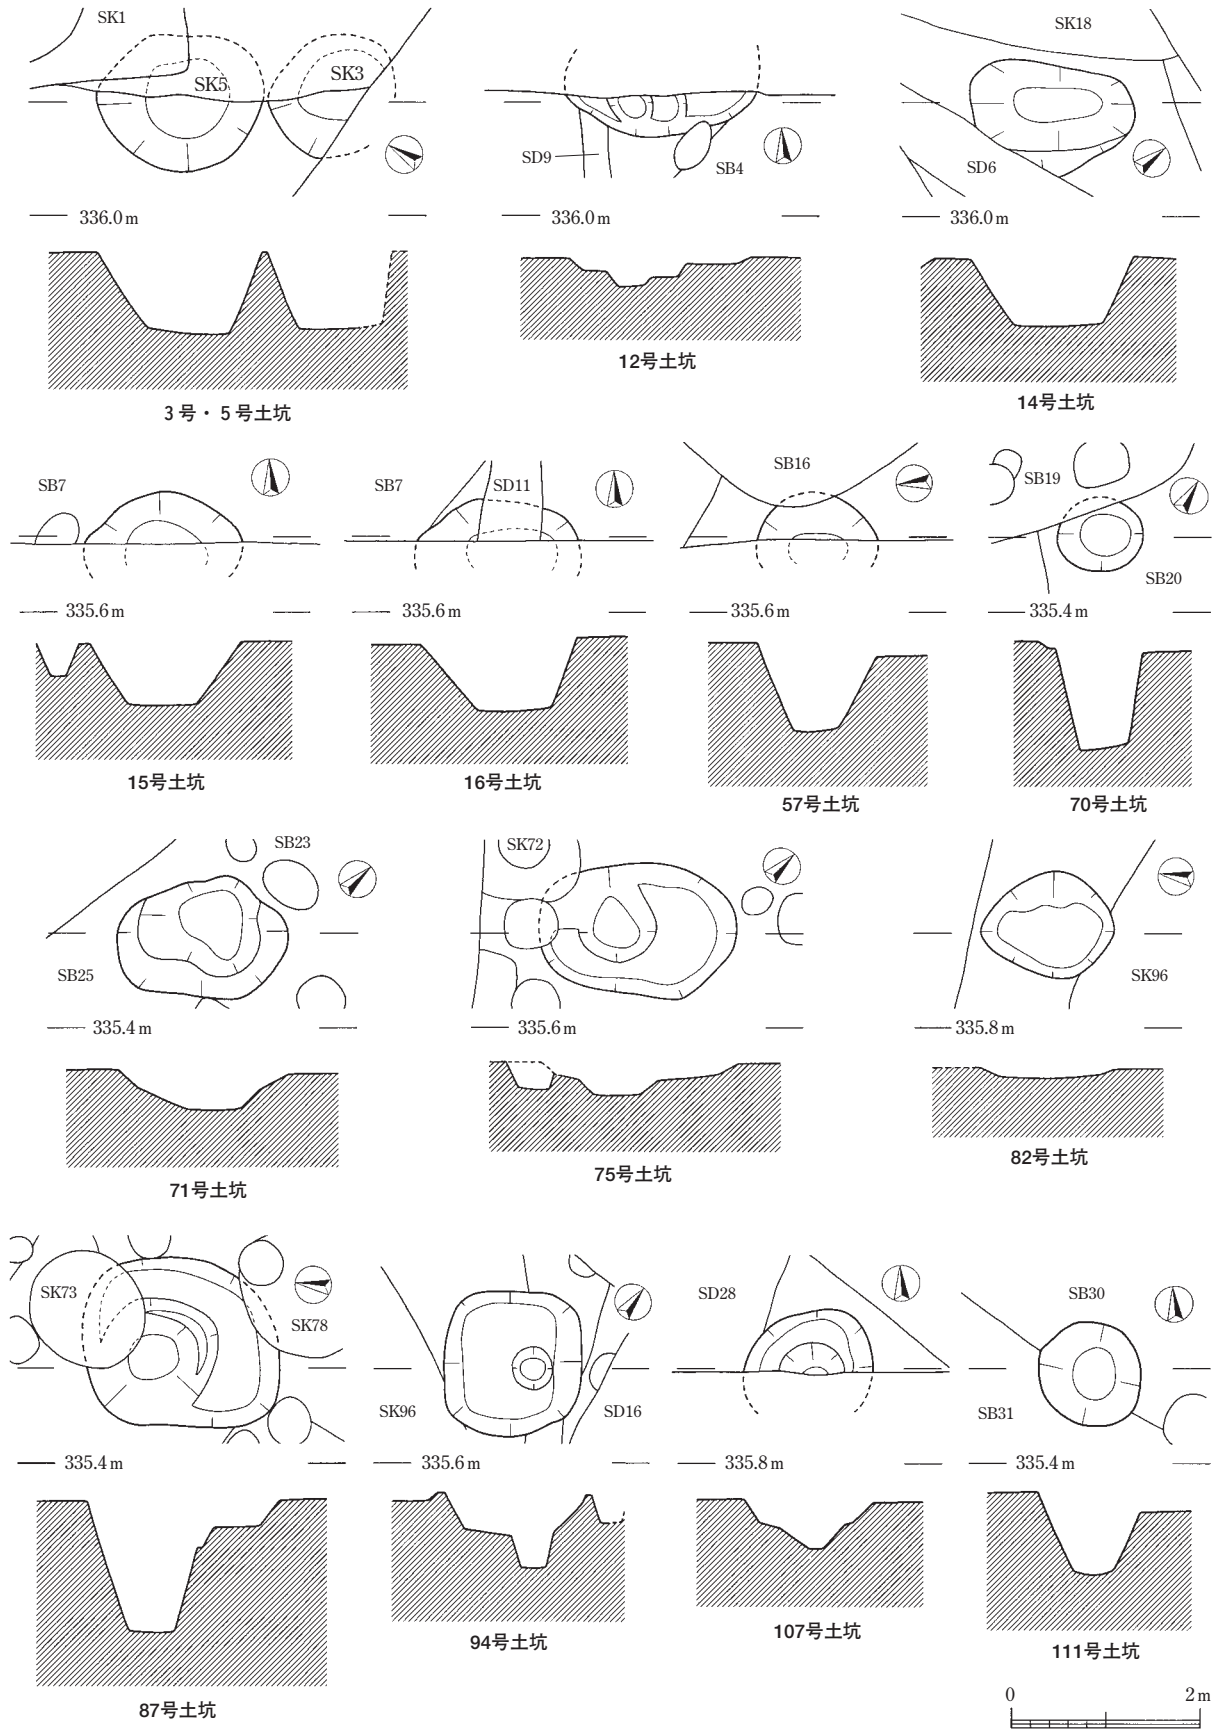 SK1
SK5
SK3
336.0m
3号・5号土坑
SD9
SB4
336.0m
12号土坑
SK18
SD6
336.0m
14号土坑
SB7
335.6m
15号土坑
SB7
SD11
335.6m
16号土坑
SB16
335.6m
57号土坑
SB19
SB20
335.4m
70号土坑
SB23
SB25
335.4m
71号土坑
SK72
335.6m
75号土坑
SK96
335.8m
82号土坑
SK73
SK78
335.4m
87号土坑
SK96
SD16
335.6m
94号土坑
SD28
335.8m
107号土坑
SB30
SB31
335.4m
111号土坑
0 2m